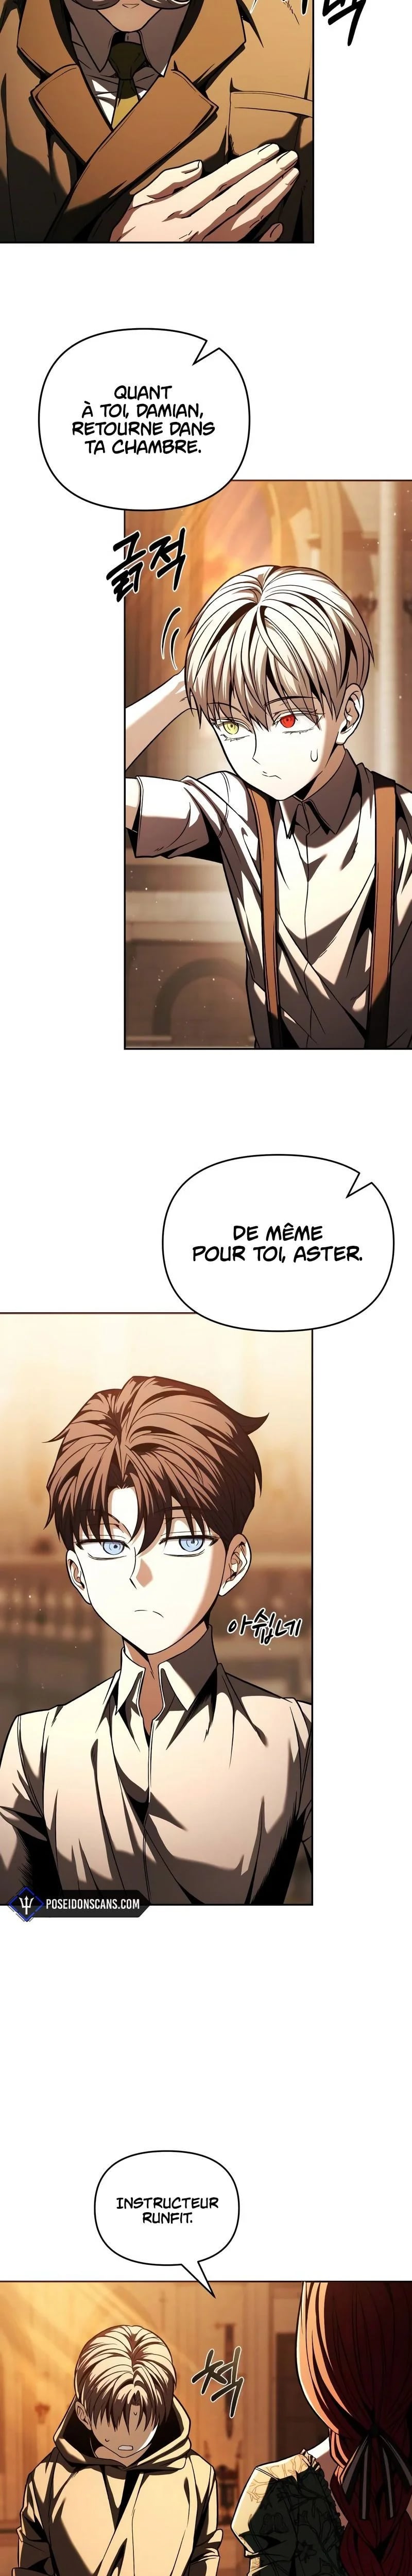 QUANT
À TOI, DAMIAN,
RETOURNE DANS
TA CHAMBRE.
긁적
DE MÊME
POUR TOI, ASTER.
아쉽네
POSEIDONSCANS.COM
INSTRUCTEUR
RUNFIT.
척